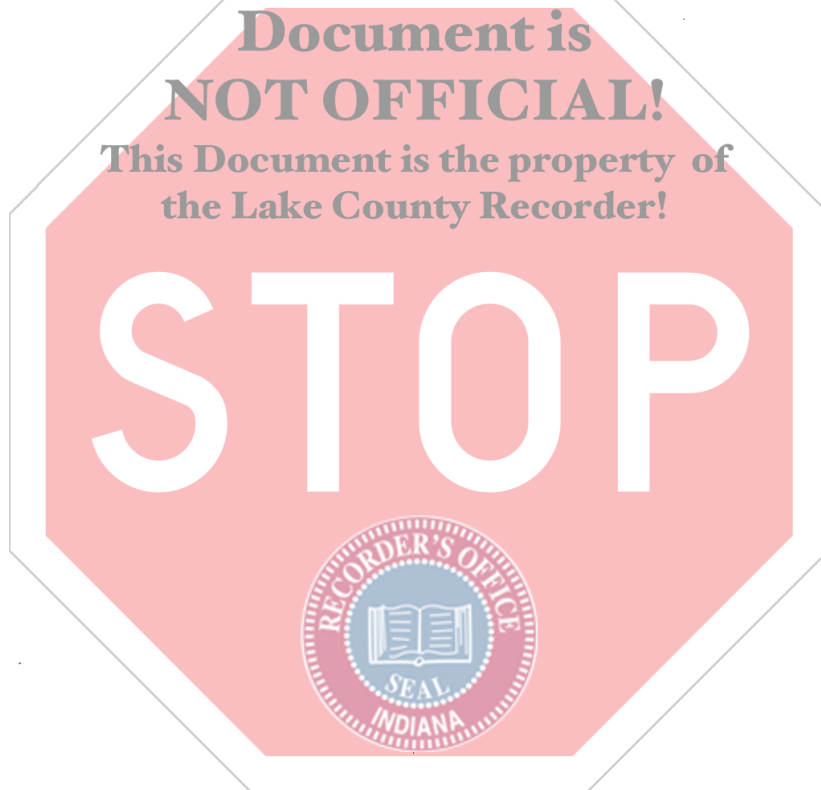 Document is
NOT OFFICIAL!
This Document is the property of
the Lake County Recorder!
STOP
RECORDER'S OFFICE
SEAL
INDIANA